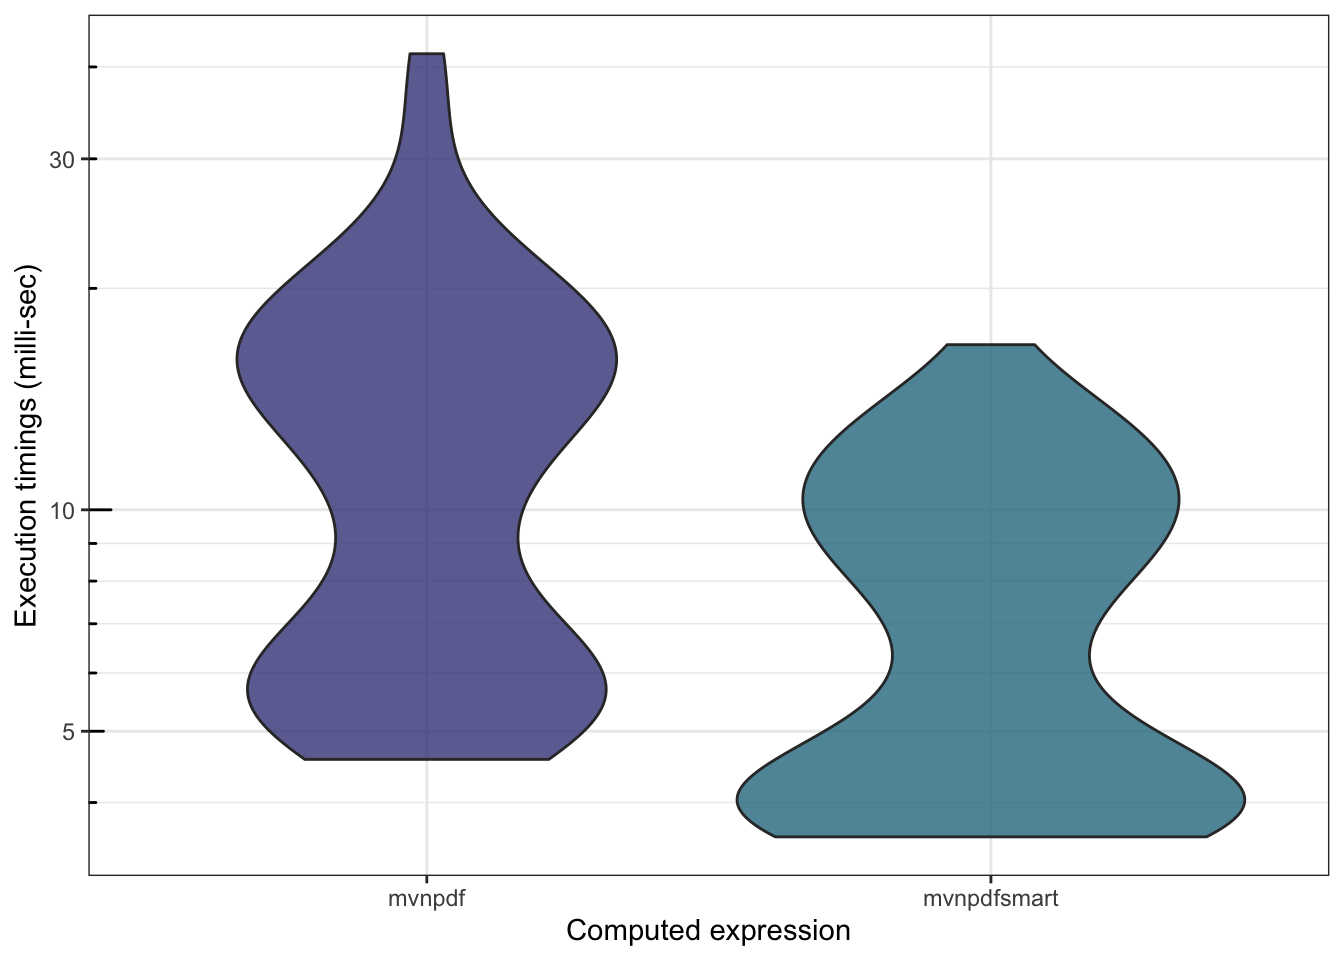 Execution timings (milli-sec)
30
10
5
mvnpdf
mvnpdfsmart
Computed expression